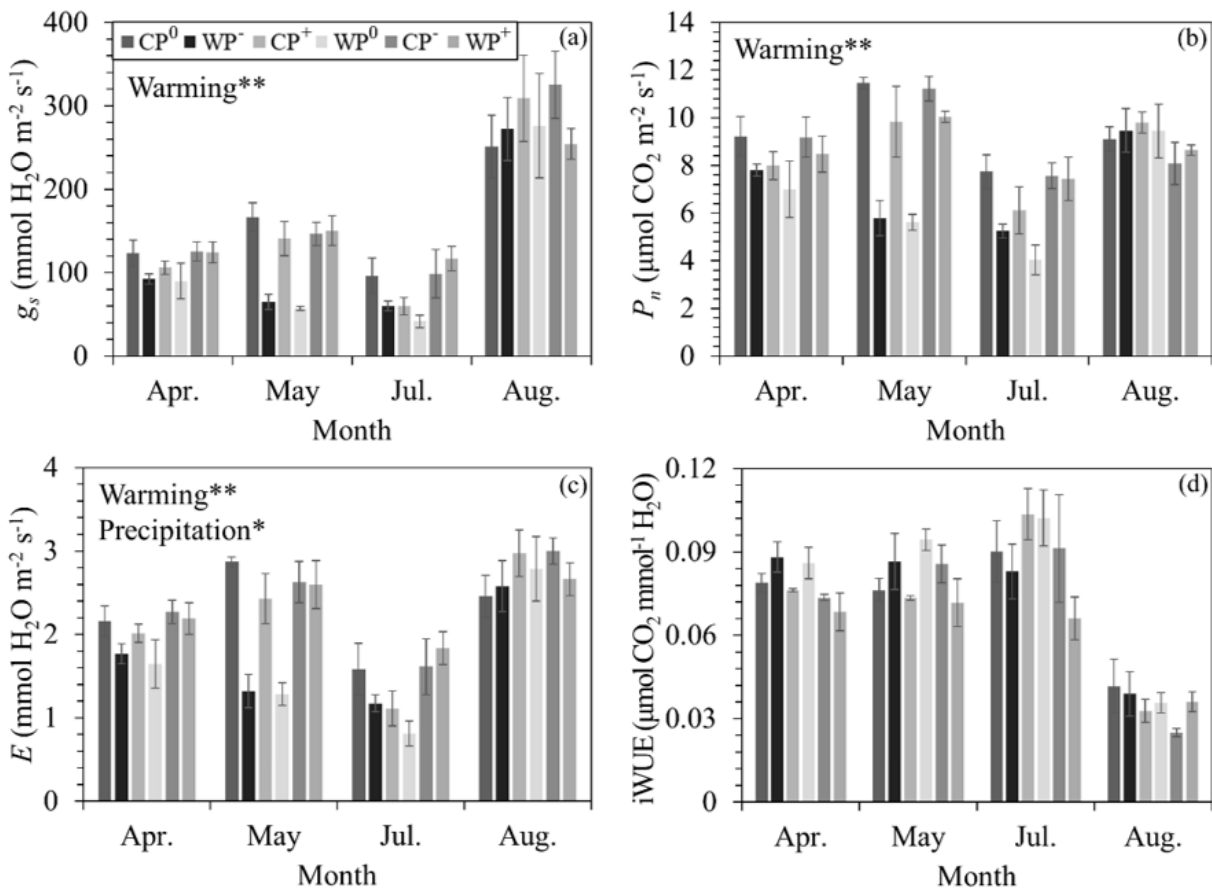 400
300
200
100
0
g_s (mmol H₂O m⁻² s⁻¹)
CP⁰ WP⁻ CP⁺ WP⁰ CP⁻ WP⁺
(a)
Warming**
Apr. May Jul. Aug.
Month
14
12
10
8
6
4
2
0
P_n (μmol CO₂ m⁻² s⁻¹)
(b)
Warming**
Apr. May Jul. Aug.
Month
4
3
2
1
0
E (mmol H₂O m⁻² s⁻¹)
(c)
Warming**
Precipitation*
Apr. May Jul. Aug.
Month
0.12
0.09
0.06
0.03
0
iWUE (μmol CO₂ mmol⁻¹ H₂O)
(d)
Apr. May Jul. Aug.
Month